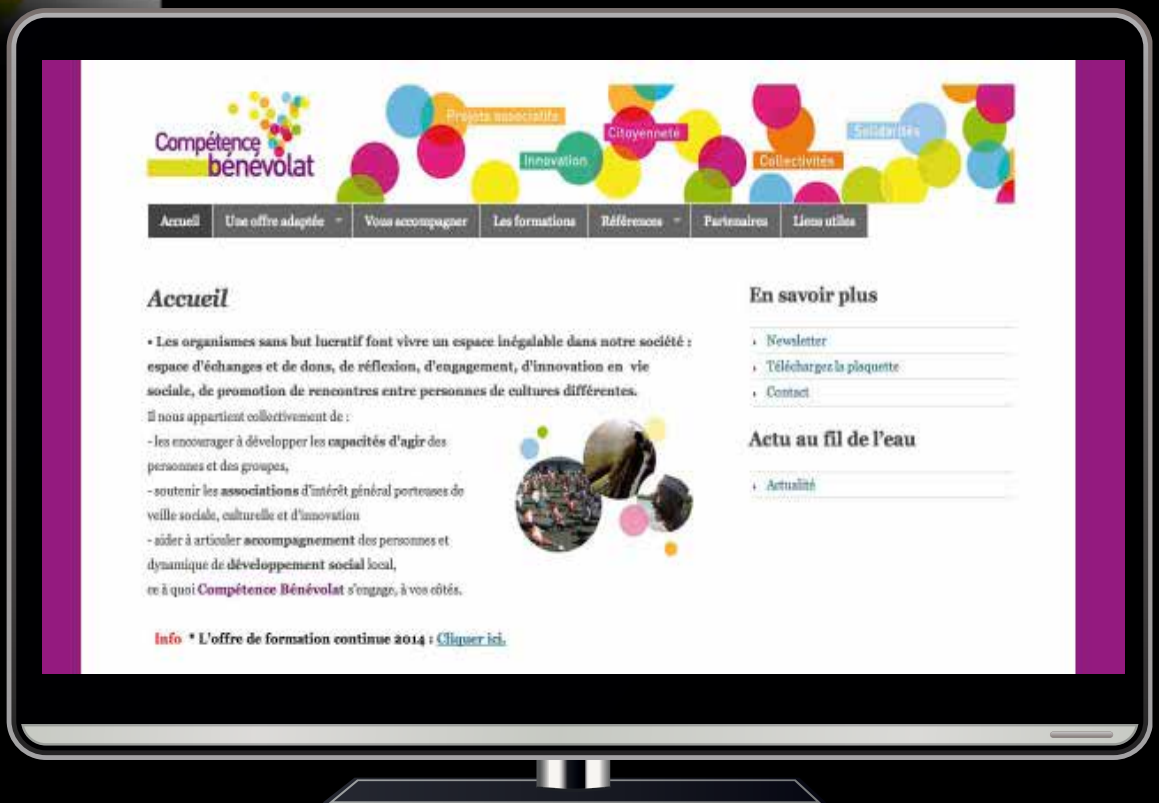 Compétence
bénévolat
Projets associatifs
Innovation
Citoyenneté
Collectivités
Solidarités
Accueil Une offre adaptée Vous accompagner Les formations Références Partenaires Liens utiles
Accueil
• Les organismes sans but lucratif font vivre un espace inégalable dans notre société :
espace d'échanges et de dons, de réflexion, d'engagement, d'innovation en vie
sociale, de promotion de rencontres entre personnes de cultures différentes.
Il nous appartient collectivement de :
- les encourager à développer les capacités d'agir des
personnes et des groupes,
- soutenir les associations d'intérêt général porteuses de
veille sociale, culturelle et d'innovation
- aider à articuler accompagnement des personnes et
dynamique de développement social local,
ce à quoi Compétence Bénévolat s'engage, à vos côtés.
Info * L'offre de formation continue 2014 : Cliquer ici.
En savoir plus
Newsletter
Téléchargez la plaquette
Contact
Actu au fil de l'eau
Actualité